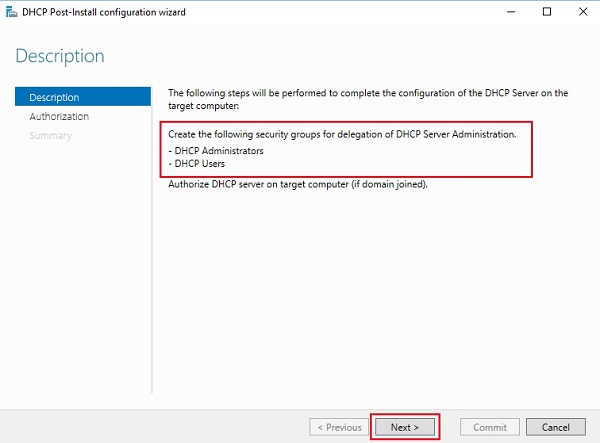 DHCP Post-Install configuration wizard
Description
Description
Authorization
Summary
The following steps will be performed to complete the configuration of the DHCP Server on the
target computer:
Create the following security groups for delegation of DHCP Server Administration.
- DHCP Administrators
- DHCP Users
Authorize DHCP server on target computer (if domain joined).
< Previous
Next >
Commit
Cancel